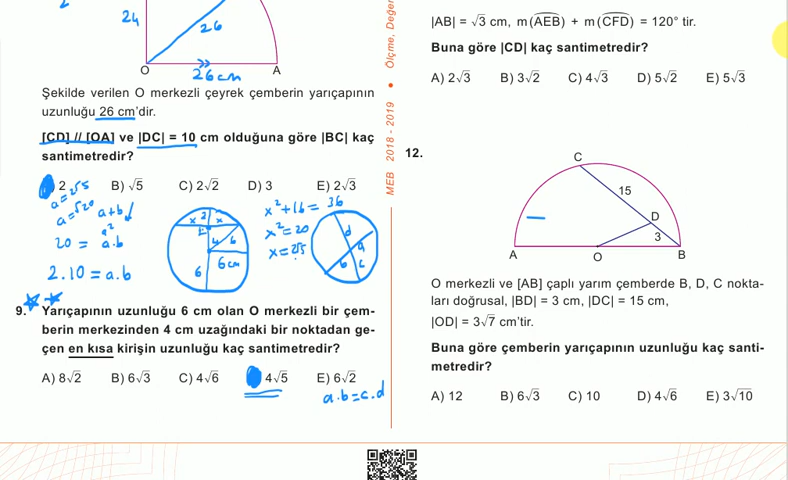 24
26
O
26cm
A
Şekilde verilen O merkezli çeyrek çemberin yarıçapının
uzunluğu 26 cm'dir.
[CD] // [OA] ve |DC| = 10 cm olduğuna göre |BC| kaç
santimetredir?
2
B) √5
C) 2√2
D) 3
E) 2√3
a=√20
a+b
20 = a.b
2.10 = a.b
x
2
x
4
6
6
6cm
x²+16 = 36
x² = 20
x = 2√5
d
a
b
c
9. Yarıçapının uzunluğu 6 cm olan O merkezli bir çem-
berin merkezinden 4 cm uzağındaki bir noktadan ge-
çen en kısa kirişin uzunluğu kaç santimetredir?
A) 8√2
B) 6√3
C) 4√6
4√5
E) 6√2
a.b=c.d
MEB 2018 - 2019 • Ölçme, Değer
|AB| = √3 cm, m(AEB) + m(CFD) = 120° tir.
Buna göre |CD| kaç santimetredir?
A) 2√3
B) 3√2
C) 4√3
D) 5√2
E) 5√3
12.
C
15
D
3
A
O
B
O merkezli ve [AB] çaplı yarım çemberde B, D, C nokta-
ları doğrusal, |BD| = 3 cm, |DC| = 15 cm,
|OD| = 3√7 cm'tir.
Buna göre çemberin yarıçapının uzunluğu kaç santi-
metredir?
A) 12
B) 6√3
C) 10
D) 4√6
E) 3√10